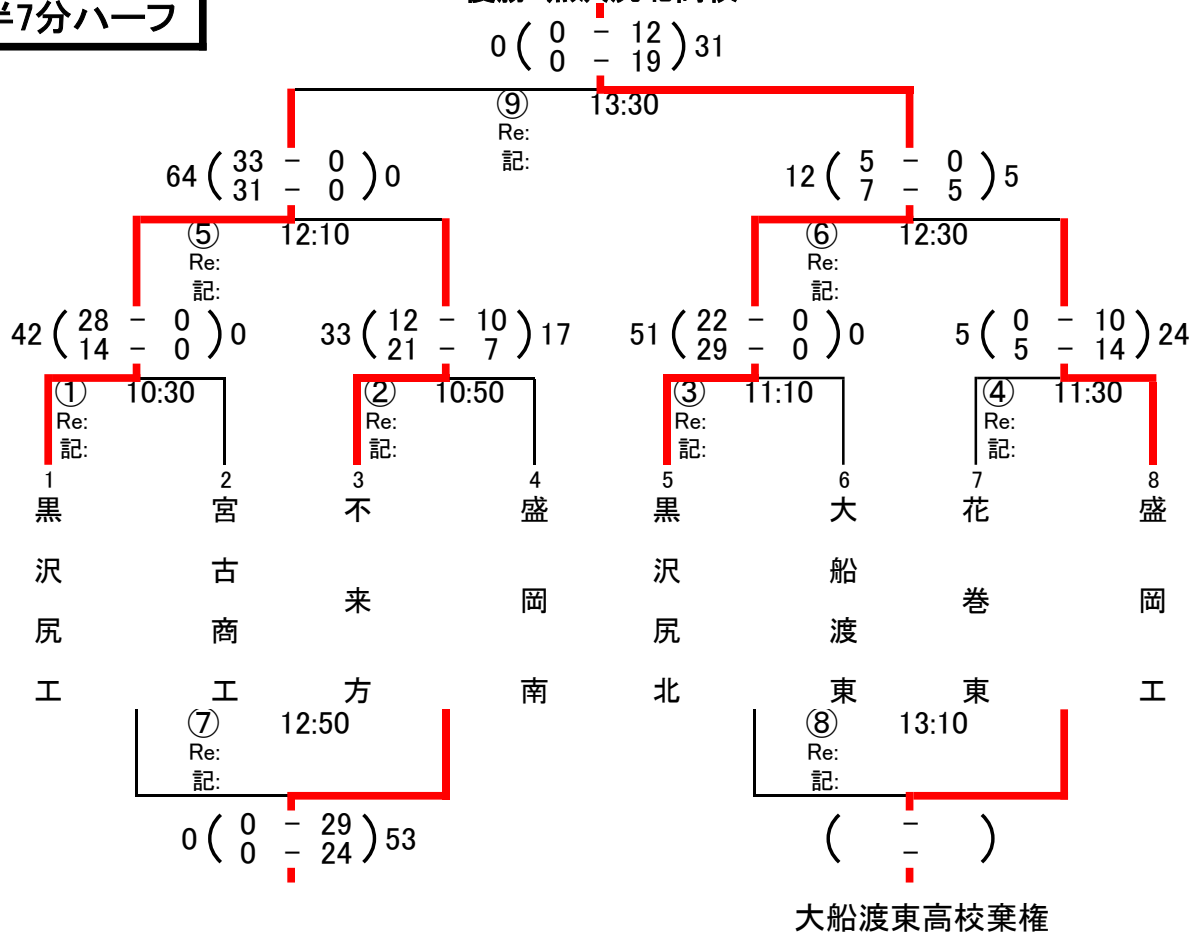 半7分ハーフ
0 ( 0 － 12 ) 31
0 － 19
⑨ 13:30
Re:
記:
64 ( 33 － 0 ) 0
31 － 0
12 ( 5 － 0 ) 5
7 － 5
⑤ 12:10
Re:
記:
⑥ 12:30
Re:
記:
42 ( 28 － 0 ) 0
14 － 0
33 ( 12 － 10 ) 17
21 － 7
51 ( 22 － 0 ) 0
29 － 0
5 ( 0 － 10 ) 24
5 － 14
① 10:30
Re:
記:
② 10:50
Re:
記:
③ 11:10
Re:
記:
④ 11:30
Re:
記:
1
黒沢尻工
2
宮古商工
3
不来方
4
盛岡南
5
黒沢尻北
6
大船渡東
7
花巻東
8
盛岡工
⑦ 12:50
Re:
記:
⑧ 13:10
Re:
記:
0 ( 0 － 29 ) 53
0 － 24
( － )
－
大船渡東高校棄権